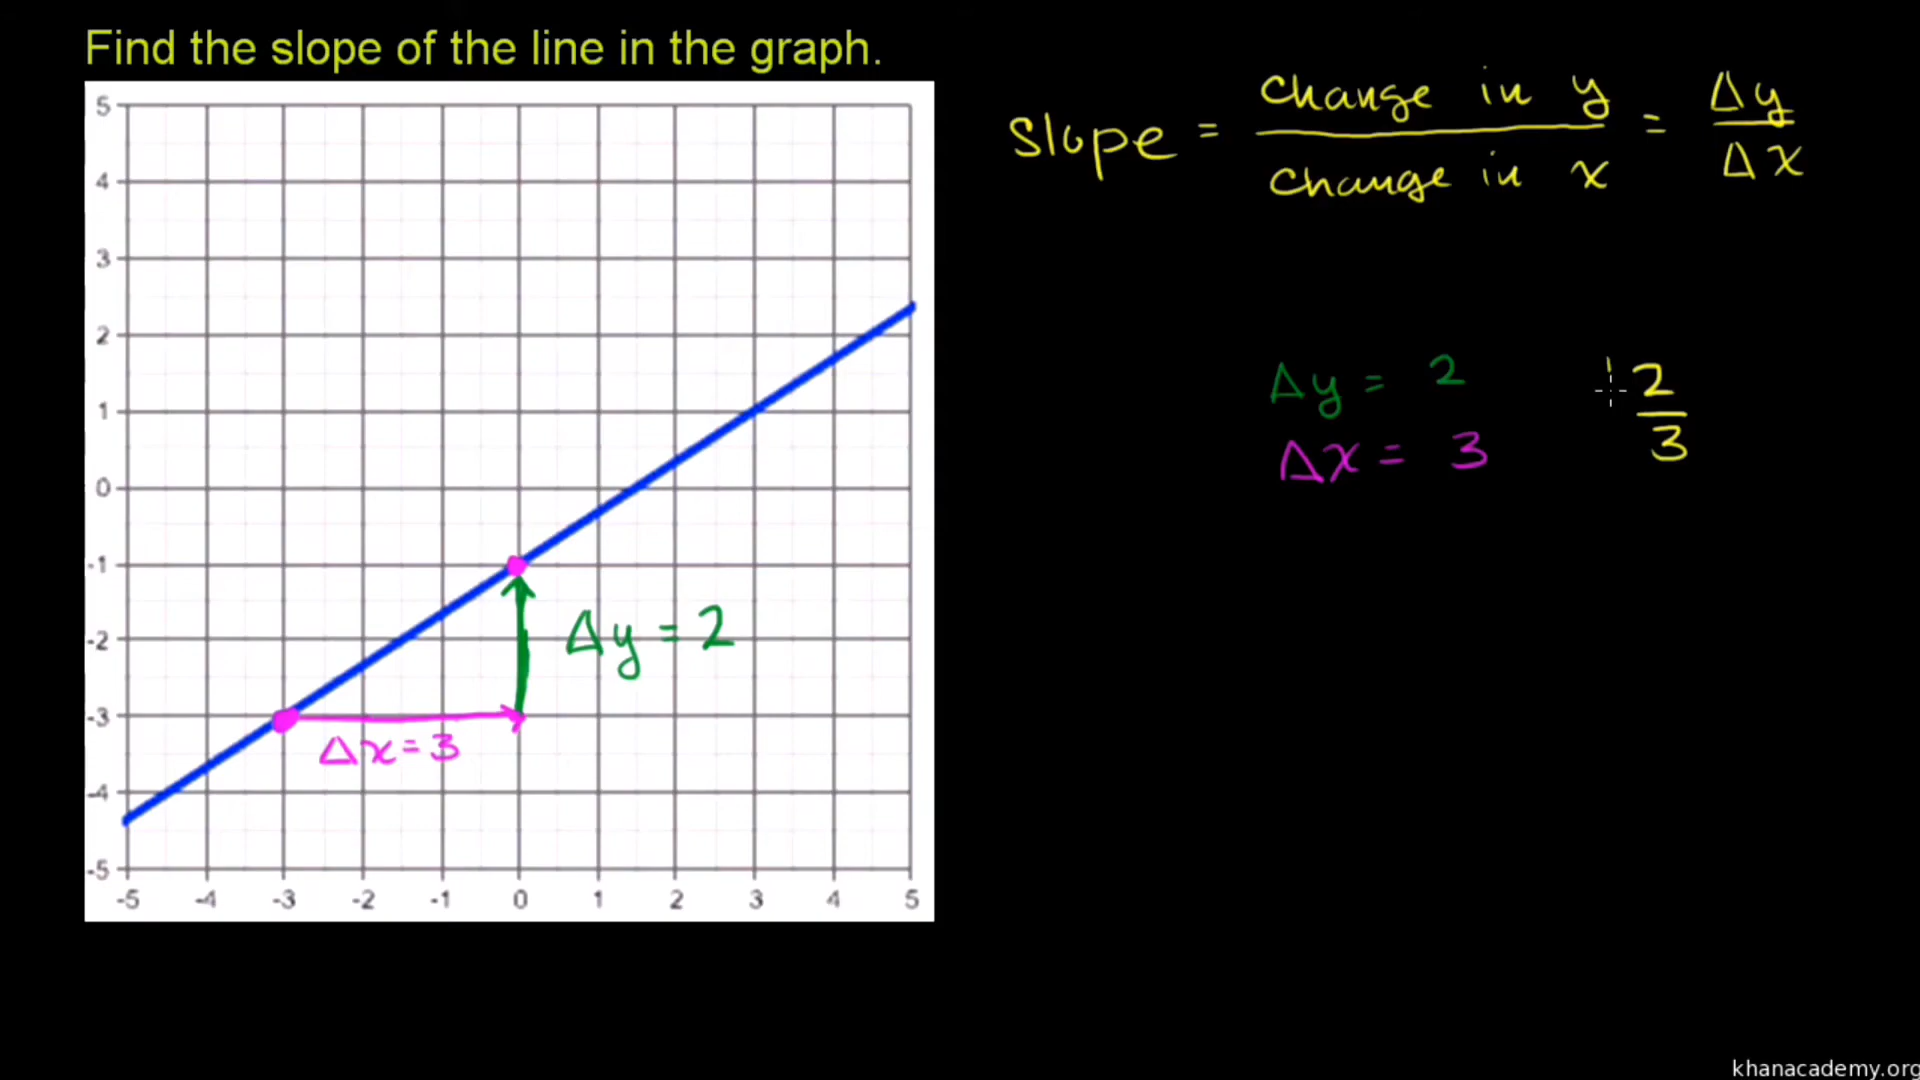 Find the slope of the line in the graph.
slope = change in y / change in x = Δy / Δx
5
4
3
2
1
0
-1
-2
-3
-4
-5
-5 -4 -3 -2 -1 0 1 2 3 4 5
Δy = 2
Δx = 3
Δy = 2
Δx = 3
2
3
khanacademy.org